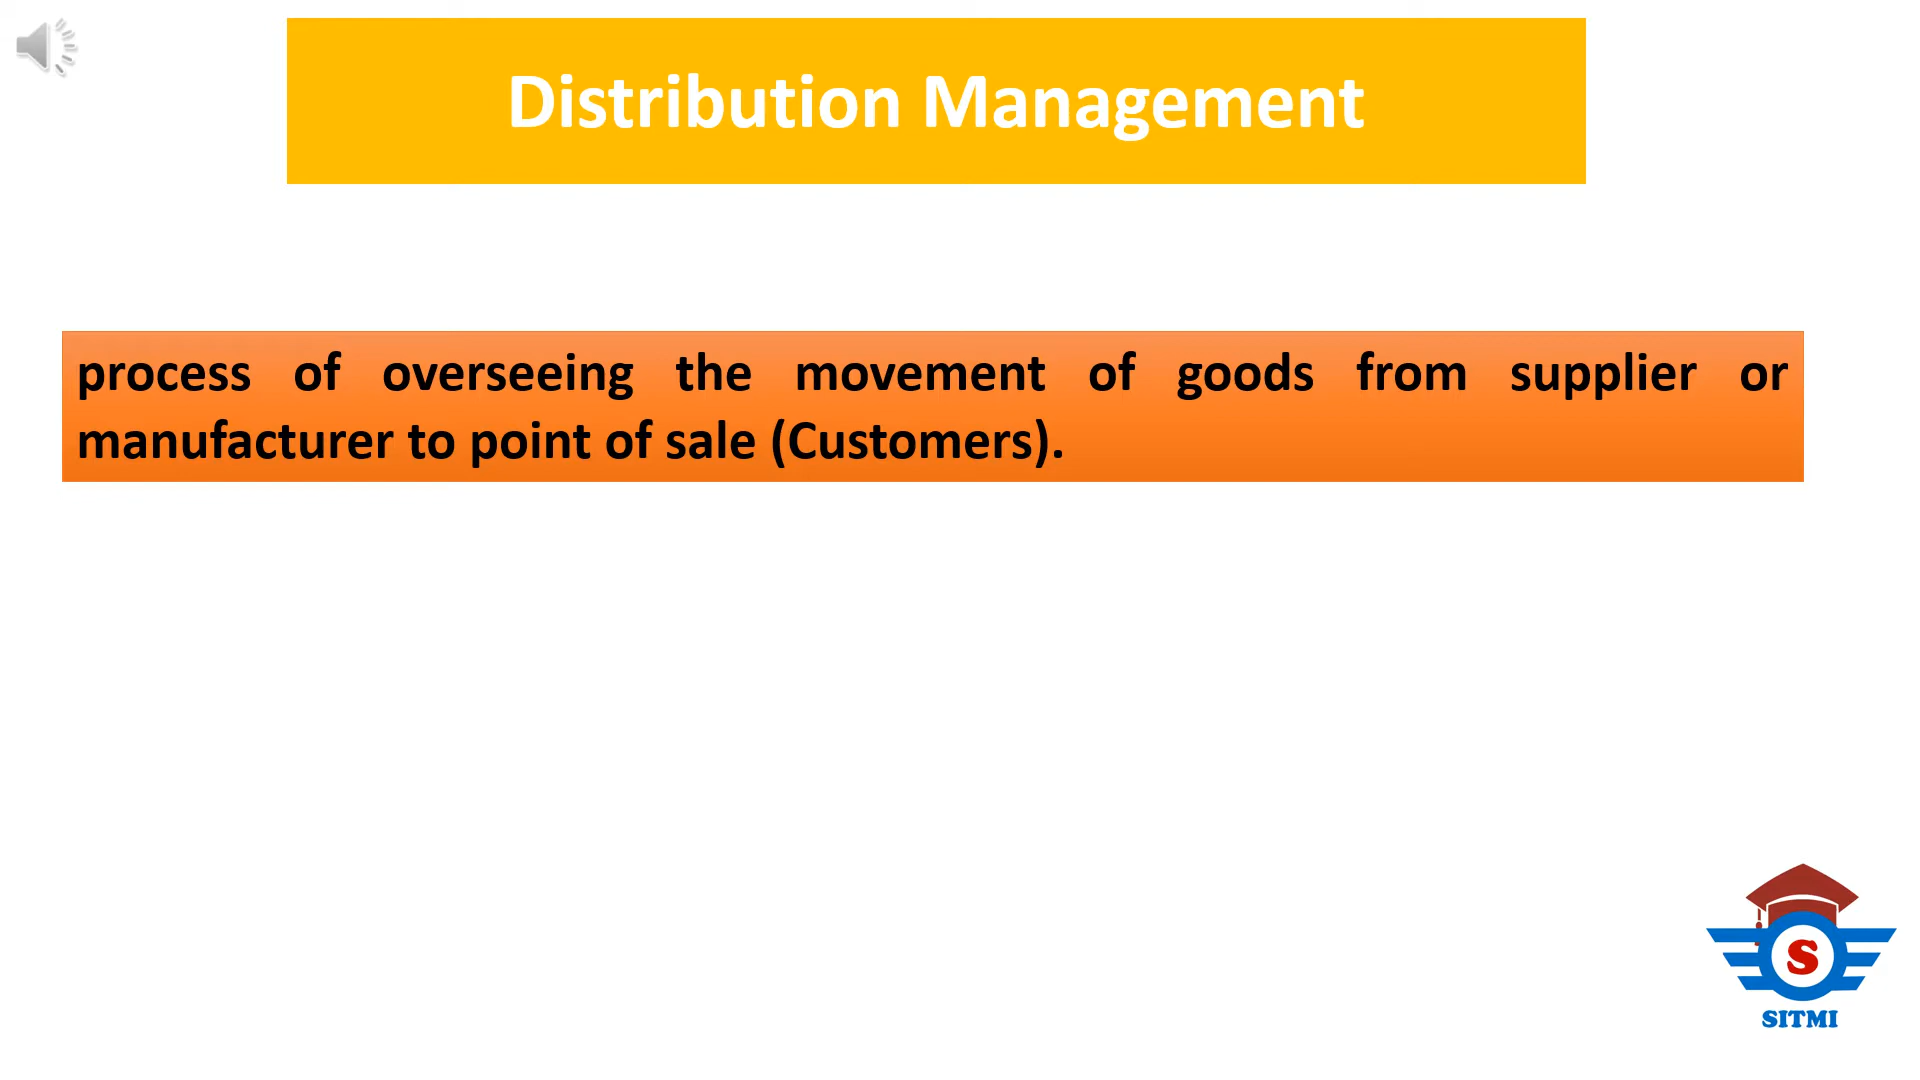 Distribution Management
process of overseeing the movement of goods from supplier or
manufacturer to point of sale (Customers).
S
SITMI